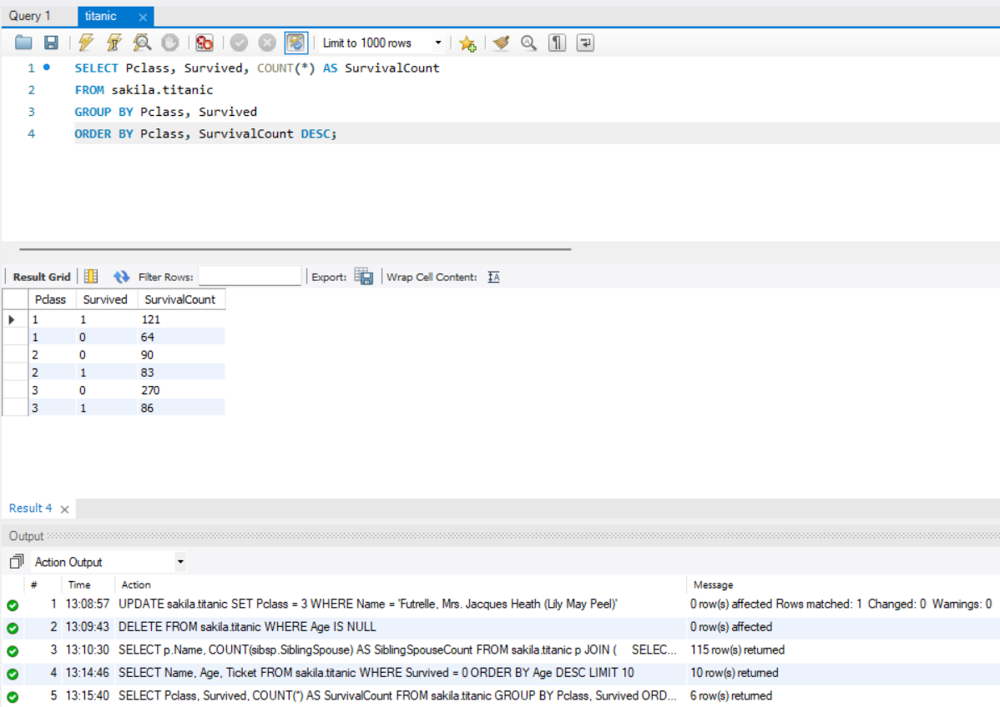 Query 1 titanic
Limit to 1000 rows
1 SELECT Pclass, Survived, COUNT(*) AS SurvivalCount
2 FROM sakila.titanic
3 GROUP BY Pclass, Survived
4 ORDER BY Pclass, SurvivalCount DESC;
Result Grid Filter Rows: Export: Wrap Cell Content: IA
Pclass Survived SurvivalCount
1 1 121
1 0 64
2 0 90
2 1 83
3 0 270
3 1 86
Result 4
Output
Action Output
# Time Action Message
1 13:08:57 UPDATE sakila.titanic SET Pclass = 3 WHERE Name = 'Futrelle, Mrs. Jacques Heath (Lily May Peel)' 0 row(s) affected Rows matched: 1 Changed: 0 Warnings: 0
2 13:09:43 DELETE FROM sakila.titanic WHERE Age IS NULL 0 row(s) affected
3 13:10:30 SELECT p.Name, COUNT(sibsp.SiblingSpouse) AS SiblingSpouseCount FROM sakila.titanic p JOIN ( SELEC... 115 row(s) returned
4 13:14:46 SELECT Name, Age, Ticket FROM sakila.titanic WHERE Survived = 0 ORDER BY Age DESC LIMIT 10 10 row(s) returned
5 13:15:40 SELECT Pclass, Survived, COUNT(*) AS SurvivalCount FROM sakila.titanic GROUP BY Pclass, Survived ORD... 6 row(s) returned